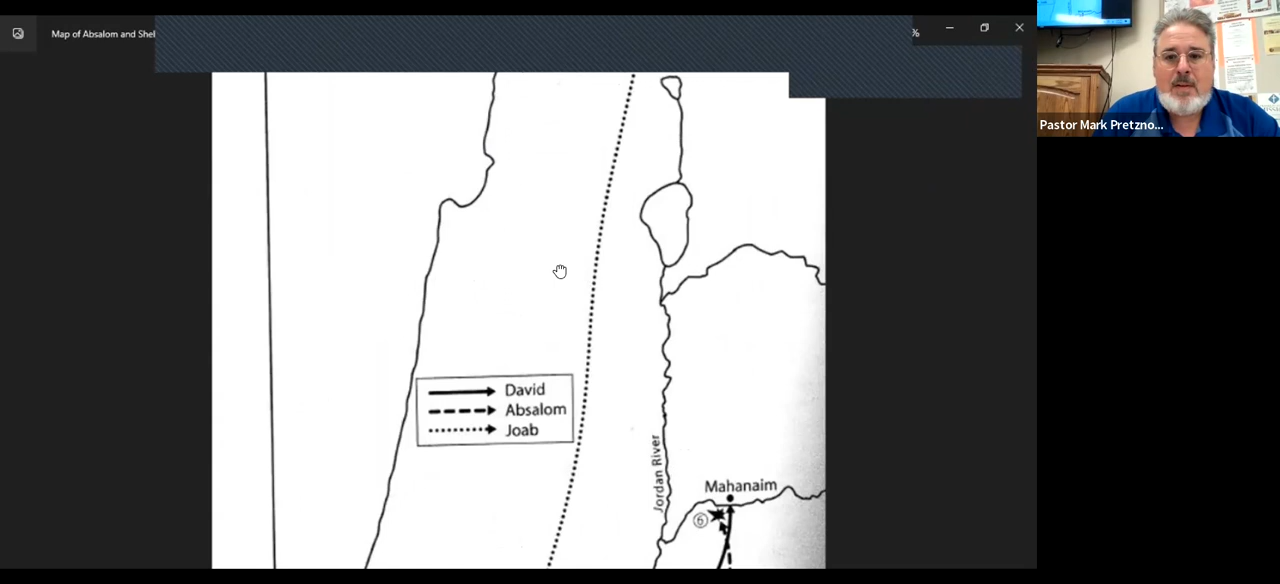 Map of Absalom and Shel
%
Pastor Mark Pretzno...
David
Absalom
Joab
Jordan River
Mahanaim
6